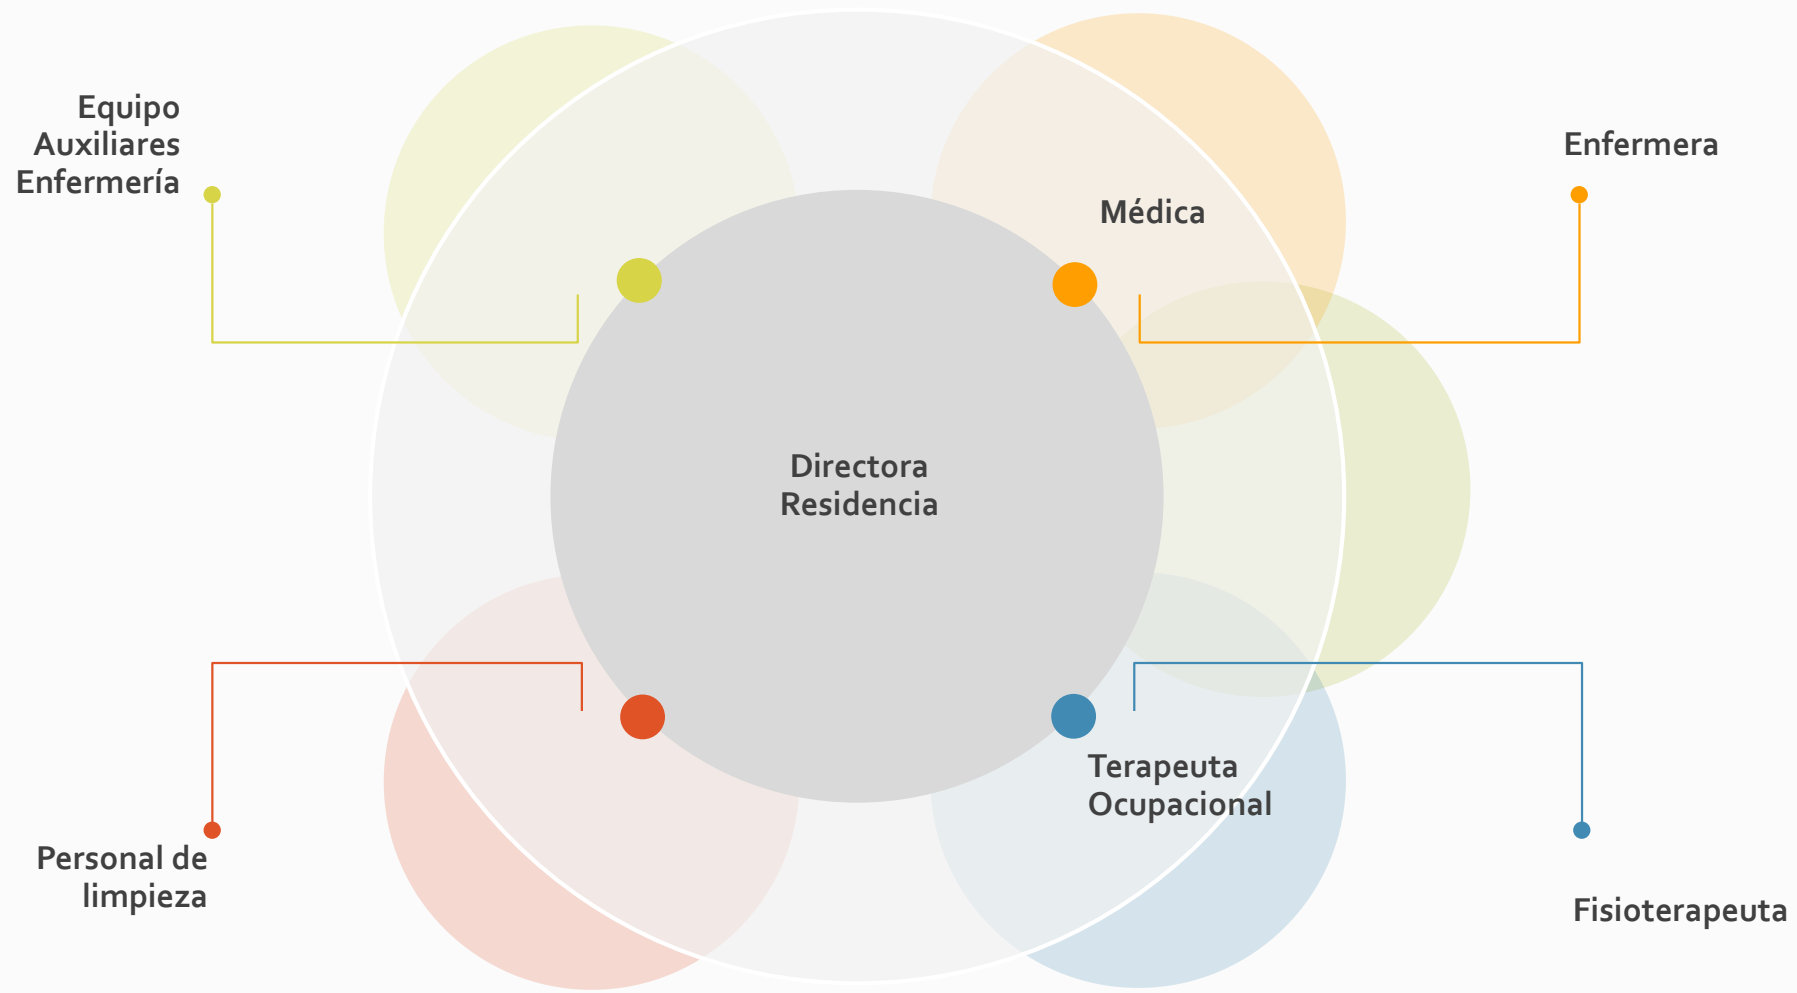 Equipo
Auxiliares
Enfermería
Enfermera
Médica
Directora
Residencia
Terapeuta
Ocupacional
Personal de
limpieza
Fisioterapeuta